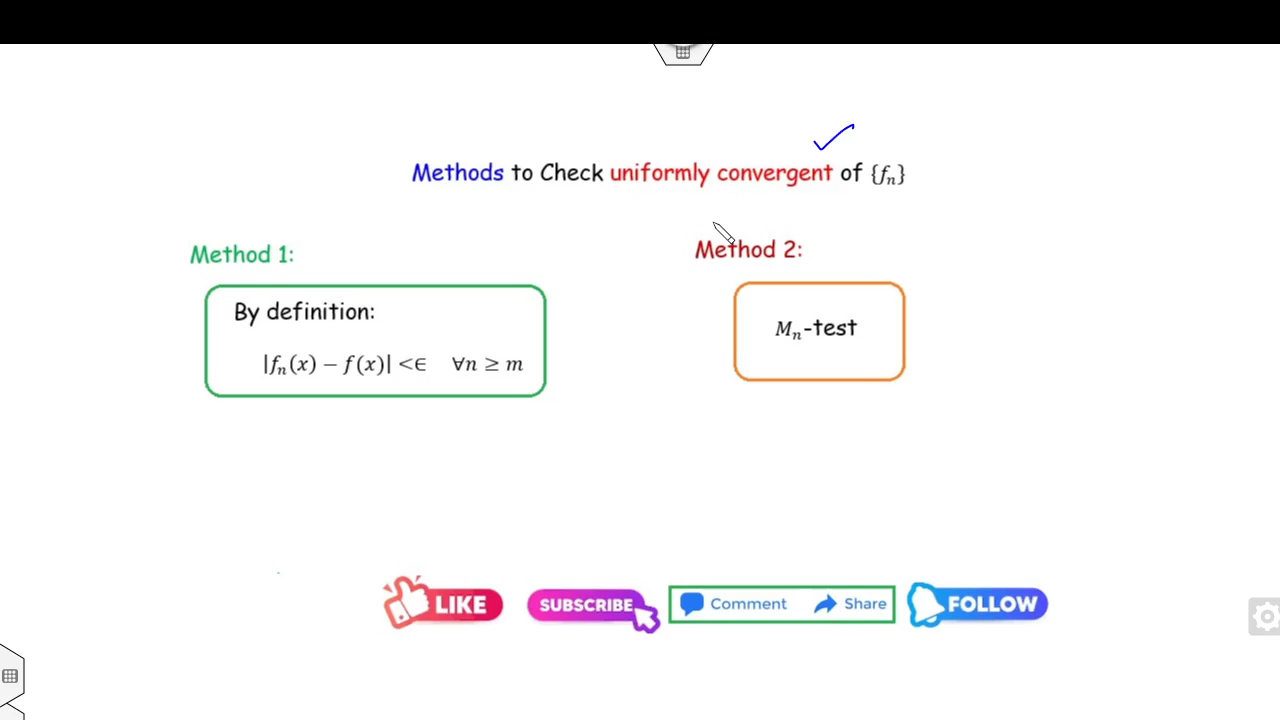 Methods to Check uniformly convergent of {fₙ}
Method 1:
By definition:
|fₙ(x) − f(x)| <∈ ∀n ≥ m
Method 2:
Mₙ-test
LIKE
SUBSCRIBE
Comment
Share
FOLLOW